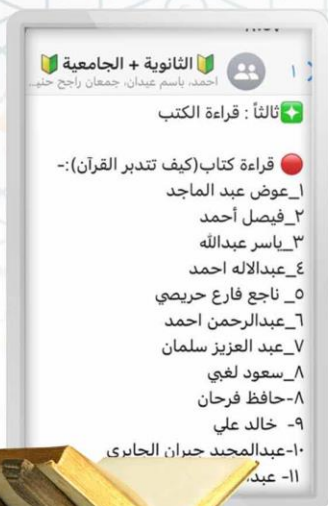 الثانوية + الجامعية
احمد، باسم عيدان، جمعان راجح حنيـ...
١
ثالثاً : قراءة الكتب
قراءة كتاب(كيف تتدبر القرآن):-
١_عوض عبد الماجد
٢_فيصل أحمد
٣_ياسر عبدالله
٤_عبدالاله احمد
٥_ ناجع فارع حريصي
٦_عبدالرحمن احمد
٧_عبد العزيز سلمان
٨_سعود لغبي
٨-حافظ فرحان
٩- خالد علي
١٠-عبدالمجيد جبران الجابري
١١- عبد